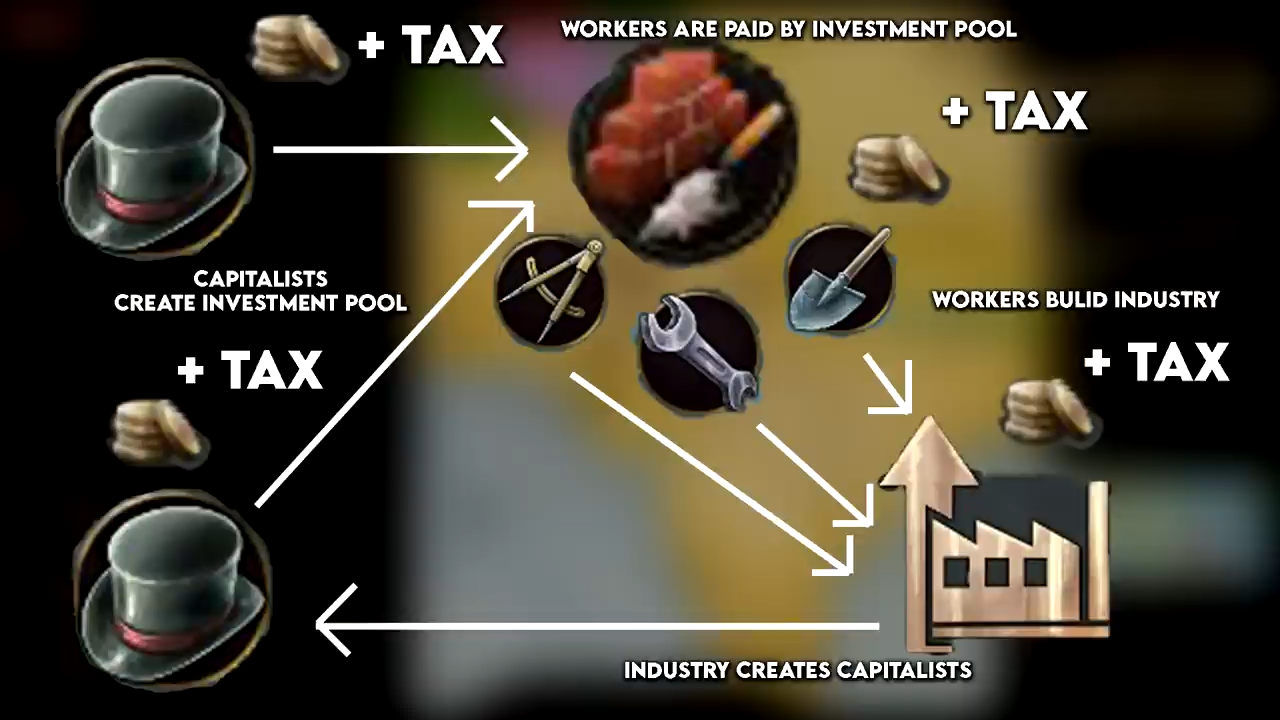 + TAX
WORKERS ARE PAID BY INVESTMENT POOL
+ TAX
CAPITALISTS
CREATE INVESTMENT POOL
WORKERS BULID INDUSTRY
+ TAX
+ TAX
INDUSTRY CREATES CAPITALISTS